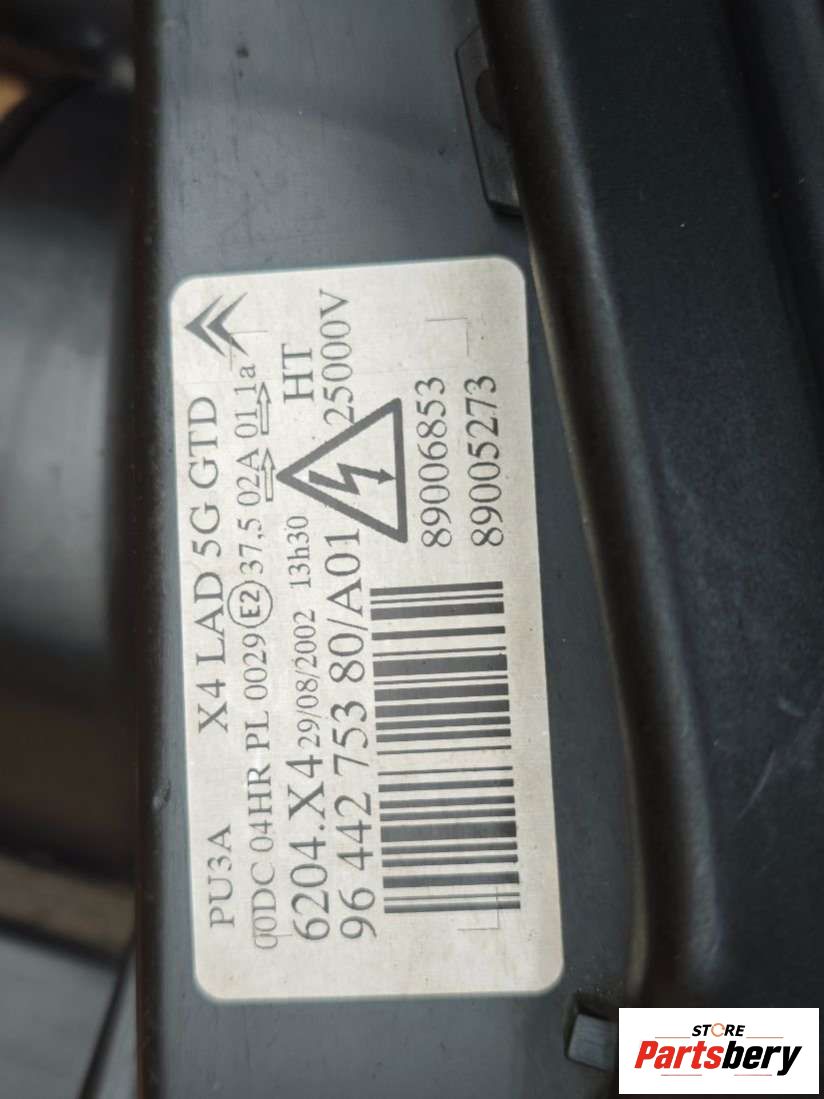 PU3A X4 LAD 5G GTD
00DC 04HR PL 0029 E2 37,5 02A 01 1a
6204.X4 29/08/2002 13h30 HT
96 442 753 80/A01 25000V
89006853
89005273
STORE
Partsbery